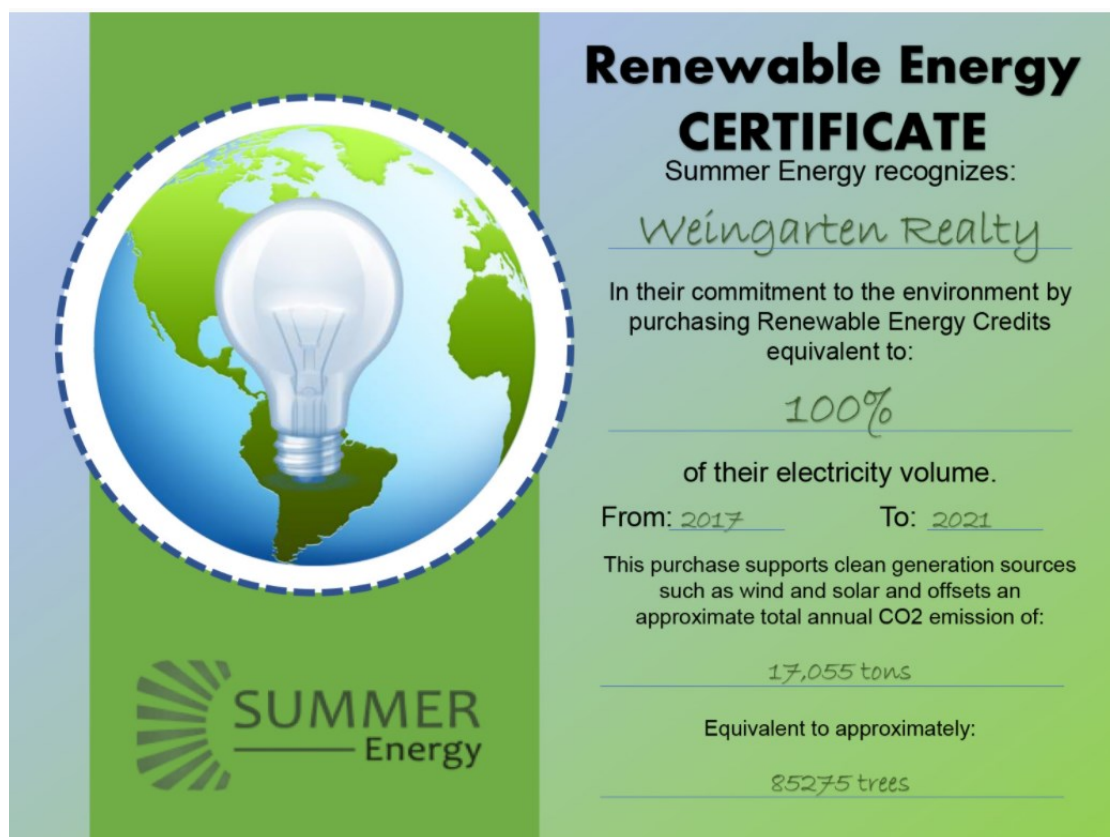 Renewable Energy
CERTIFICATE
Summer Energy recognizes:
Weingarten Realty
In their commitment to the environment by
purchasing Renewable Energy Credits
equivalent to:
100%
of their electricity volume.
From: 2017 To: 2021
This purchase supports clean generation sources
such as wind and solar and offsets an
approximate total annual CO2 emission of:
17,055 tons
Equivalent to approximately:
85275 trees
SUMMER
Energy